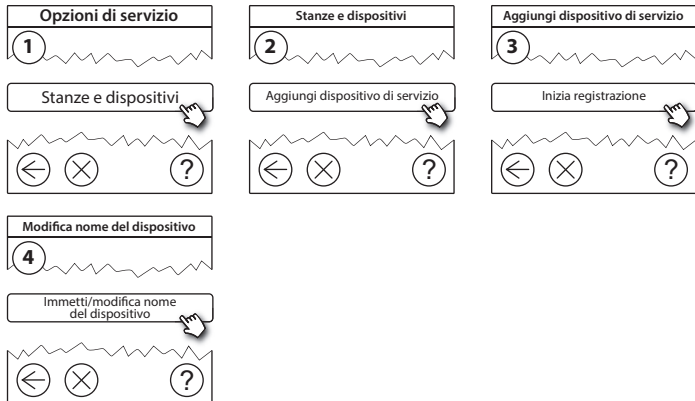 Opzioni di servizio
1
Stanze e dispositivi
?
Stanze e dispositivi
2
Aggiungi dispositivo di servizio
?
Aggiungi dispositivo di servizio
3
Inizia registrazione
?
Modifica nome del dispositivo
4
Immetti/modifica nome
del dispositivo
?